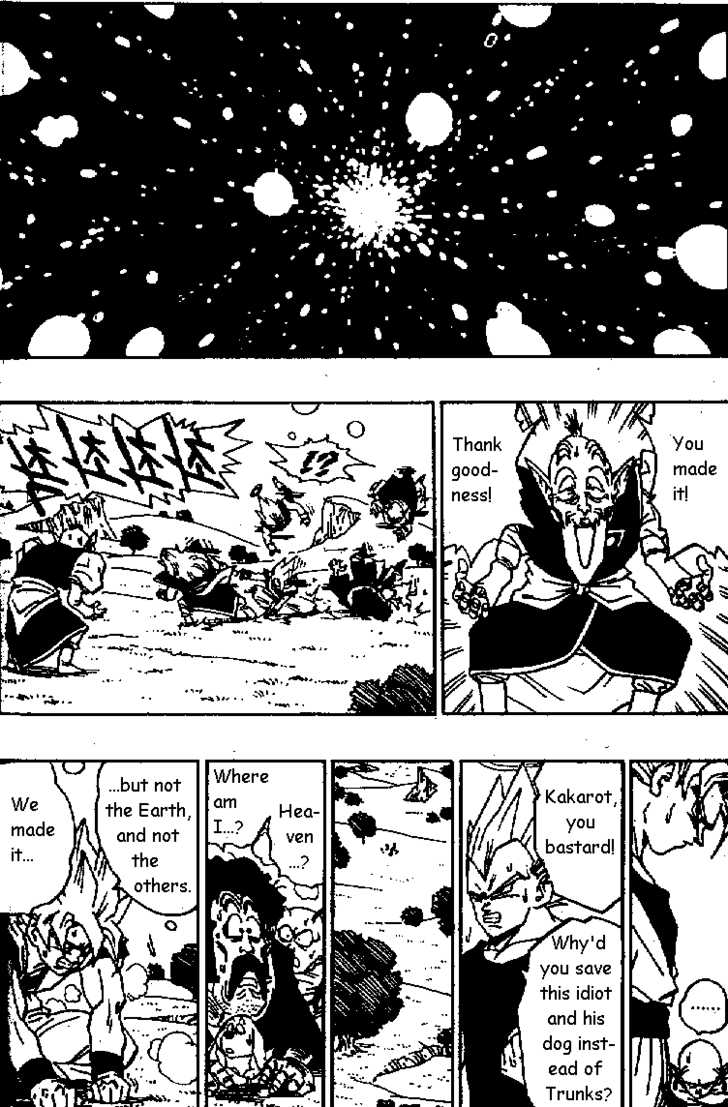 !?
Thank
good-
ness!
You
made
it!
We
made
it...
...but not
the Earth,
and not
the
others.
Where
am
I...?
Hea-
ven
...?
Kakarot,
you
bastard!
Why'd
you save
this idiot
and his
dog inst-
ead of
Trunks?
......